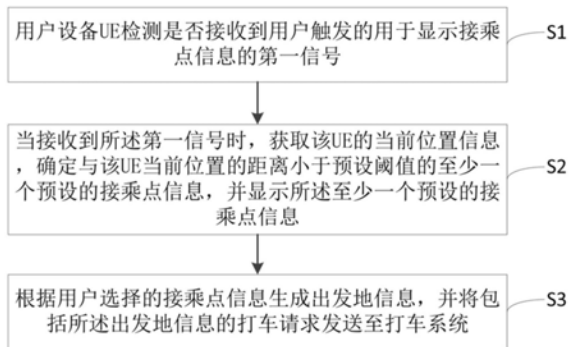 用户设备UE检测是否接收到用户触发的用于显示接乘
点信息的第一信号
S1
当接收到所述第一信号时，获取该UE的当前位置信息
，确定与该UE当前位置的距离小于预设阈值的至少一
个预设的接乘点信息，并显示所述至少一个预设的接
乘点信息
S2
根据用户选择的接乘点信息生成出发地信息，并将包
括所述出发地信息的打车请求发送至打车系统
S3